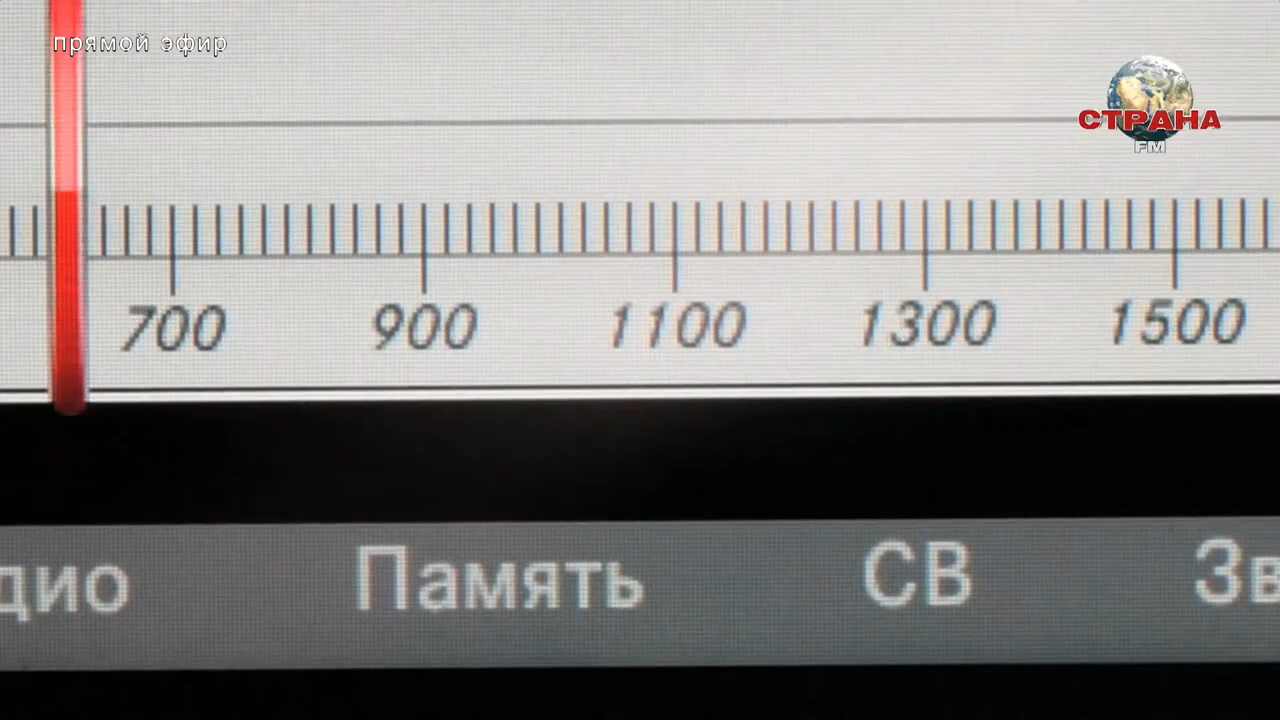 прямой эфир
СТРАНА
FM
700 900 1100 1300 1500
дио Память СВ Зв